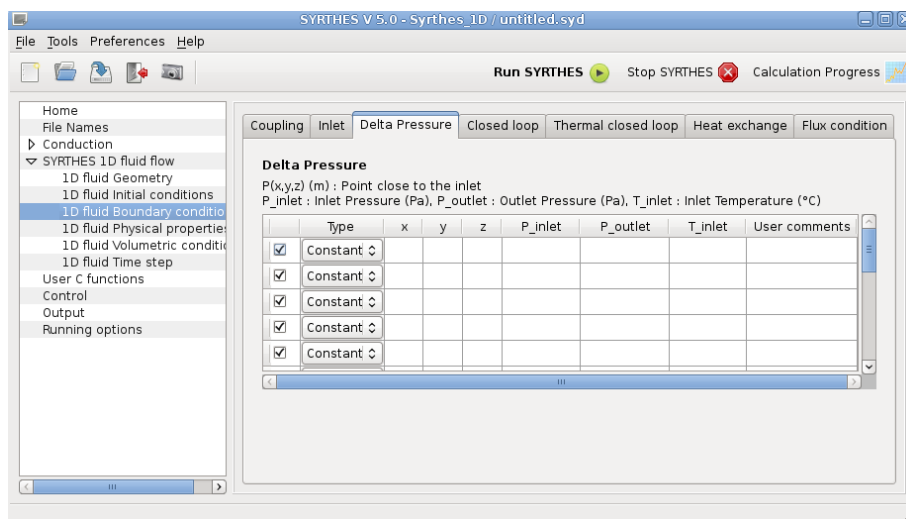 SYRTHES V 5.0 - Syrthes_1D / untitled.syd
File Tools Preferences Help
Run SYRTHES Stop SYRTHES Calculation Progress
Home
File Names
Conduction
SYRTHES 1D fluid flow
1D fluid Geometry
1D fluid Initial conditions
1D fluid Boundary conditio
1D fluid Physical properties
1D fluid Volumetric conditio
1D fluid Time step
User C functions
Control
Output
Running options
Coupling Inlet Delta Pressure Closed loop Thermal closed loop Heat exchange Flux condition
Delta Pressure
P(x,y,z) (m) : Point close to the inlet
P_inlet : Inlet Pressure (Pa), P_outlet : Outlet Pressure (Pa), T_inlet : Inlet Temperature (°C)
Type x y z P_inlet P_outlet T_inlet User comments
Constant
Constant
Constant
Constant
Constant